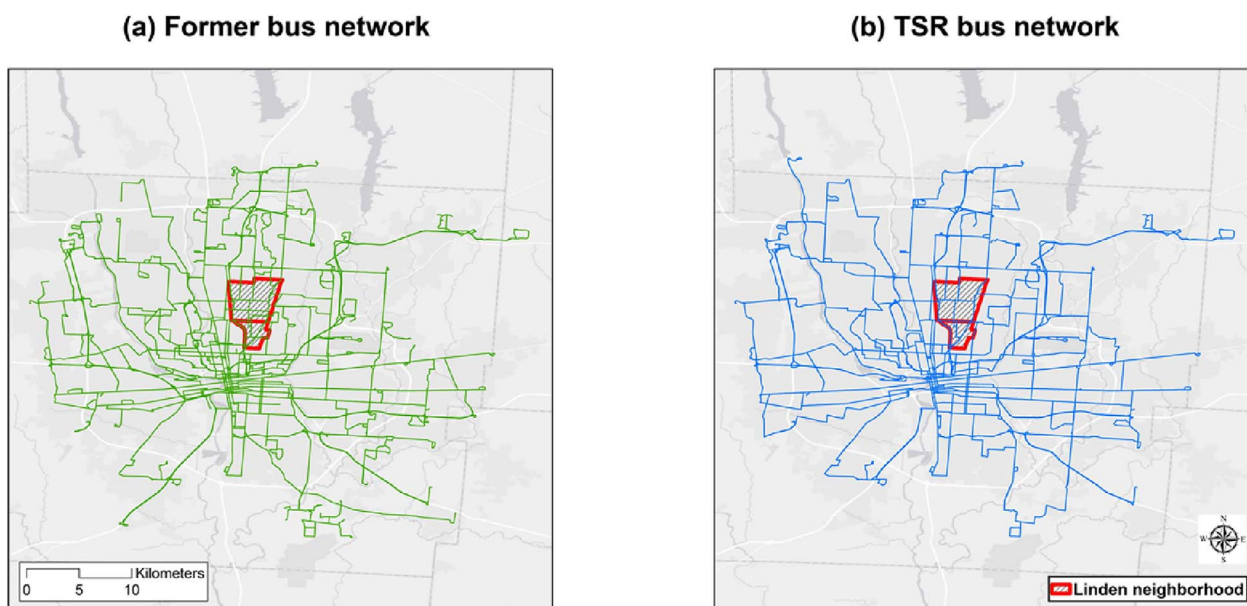 (a) Former bus network
(b) TSR bus network
Kilometers
0 5 10
N
W E
S
Linden neighborhood